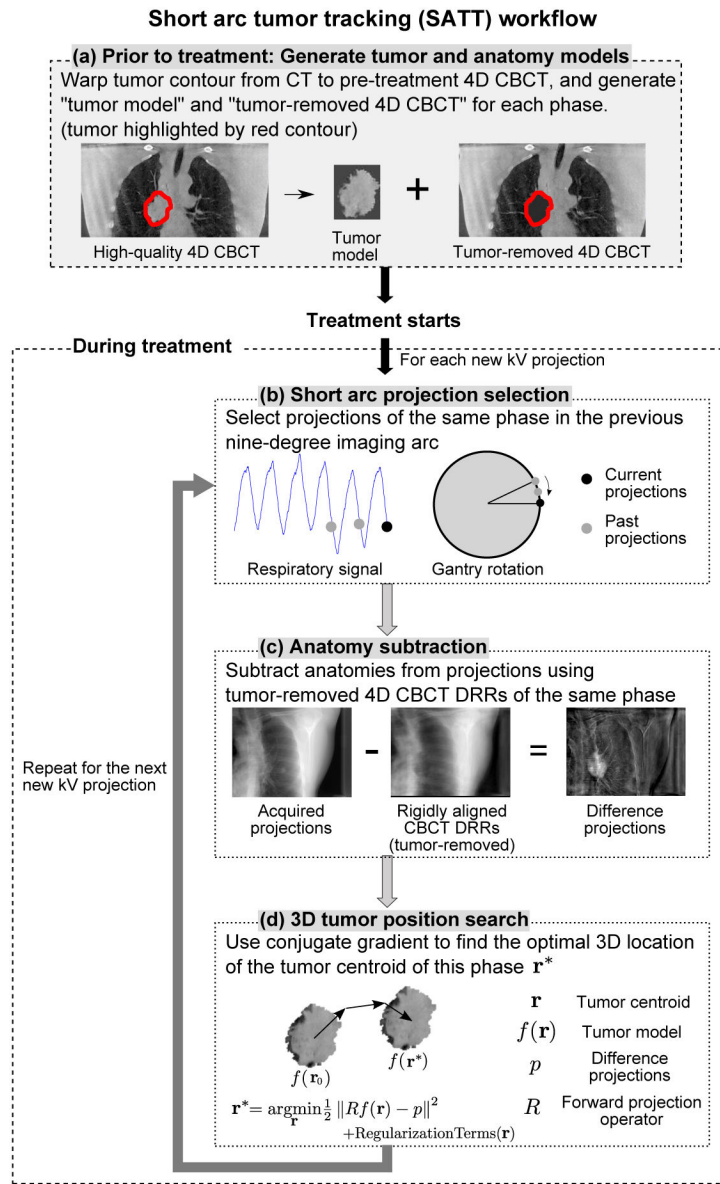 Short arc tumor tracking (SATT) workflow
(a) Prior to treatment: Generate tumor and anatomy models
Warp tumor contour from CT to pre-treatment 4D CBCT, and generate
"tumor model" and "tumor-removed 4D CBCT" for each phase.
(tumor highlighted by red contour)
+
High-quality 4D CBCT
Tumor
model
Tumor-removed 4D CBCT
Treatment starts
During treatment
For each new kV projection
(b) Short arc projection selection
Select projections of the same phase in the previous
nine-degree imaging arc
Current
projections
Past
projections
Respiratory signal
Gantry rotation
(c) Anatomy subtraction
Subtract anatomies from projections using
tumor-removed 4D CBCT DRRs of the same phase
- =
Acquired
projections
Rigidly aligned
CBCT DRRs
(tumor-removed)
Difference
projections
Repeat for the next
new kV projection
(d) 3D tumor position search
Use conjugate gradient to find the optimal 3D location
of the tumor centroid of this phase r*
f(r₀)
f(r*)
r* = argmin_r ½ ‖Rf(r) − p‖²
+RegularizationTerms(r)
r Tumor centroid
f(r) Tumor model
p Difference
projections
R Forward projection
operator